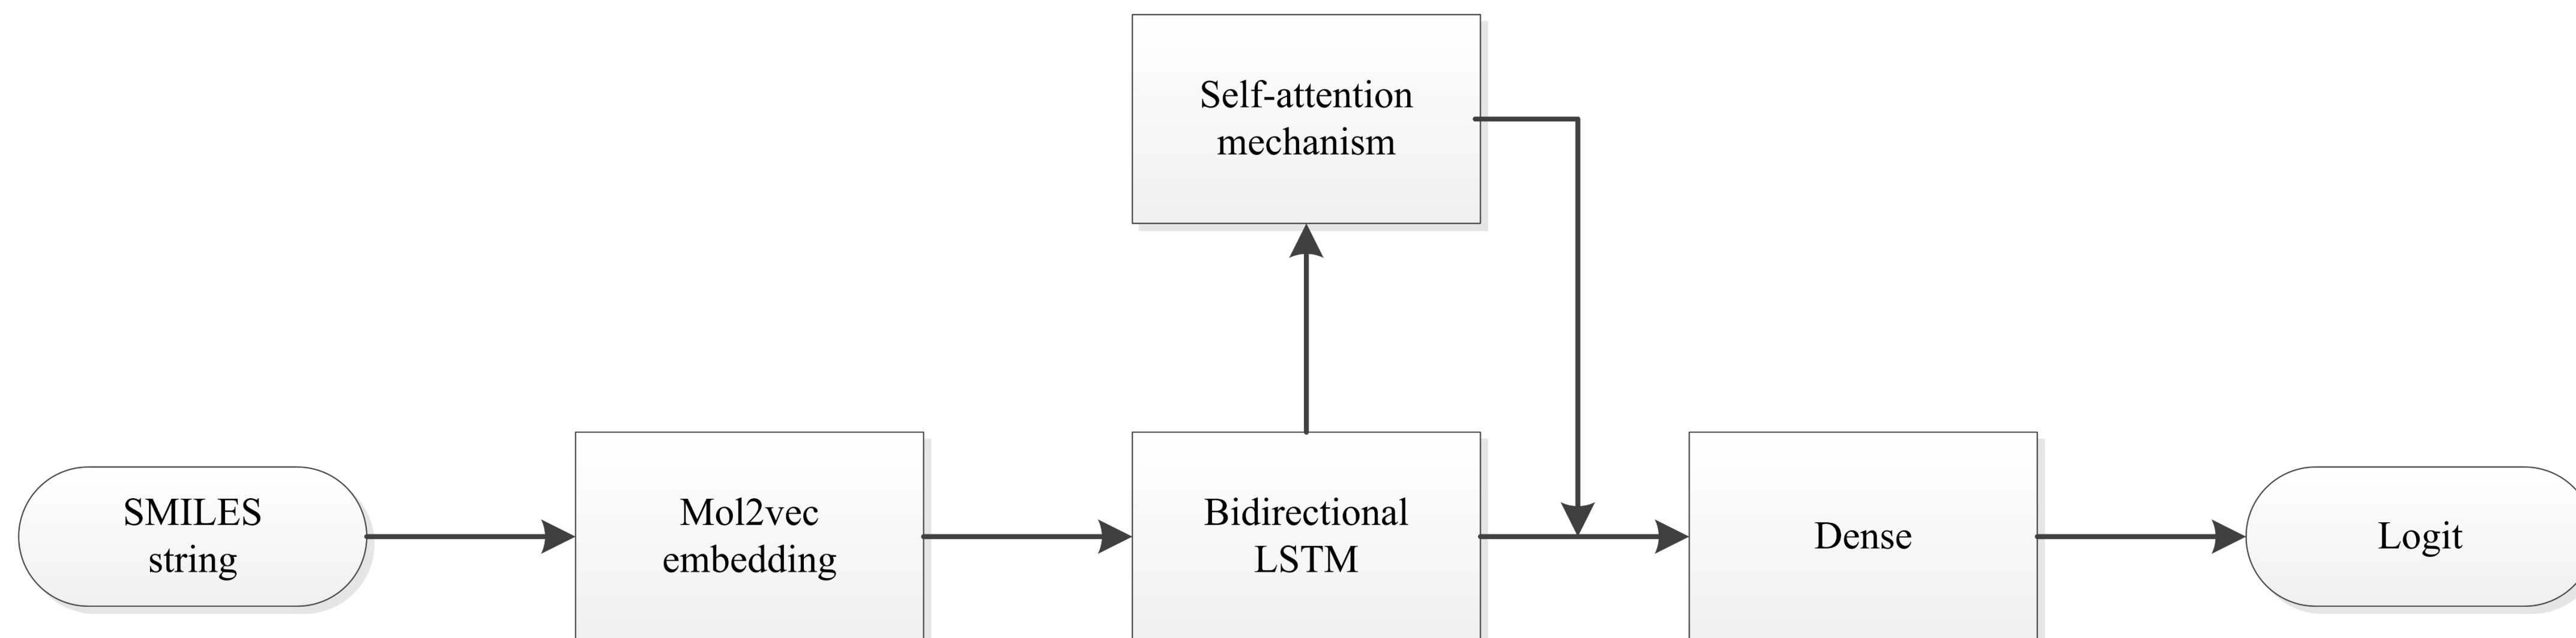 Self-attention
mechanism
SMILES
string
Mol2vec
embedding
Bidirectional
LSTM
Dense
Logit